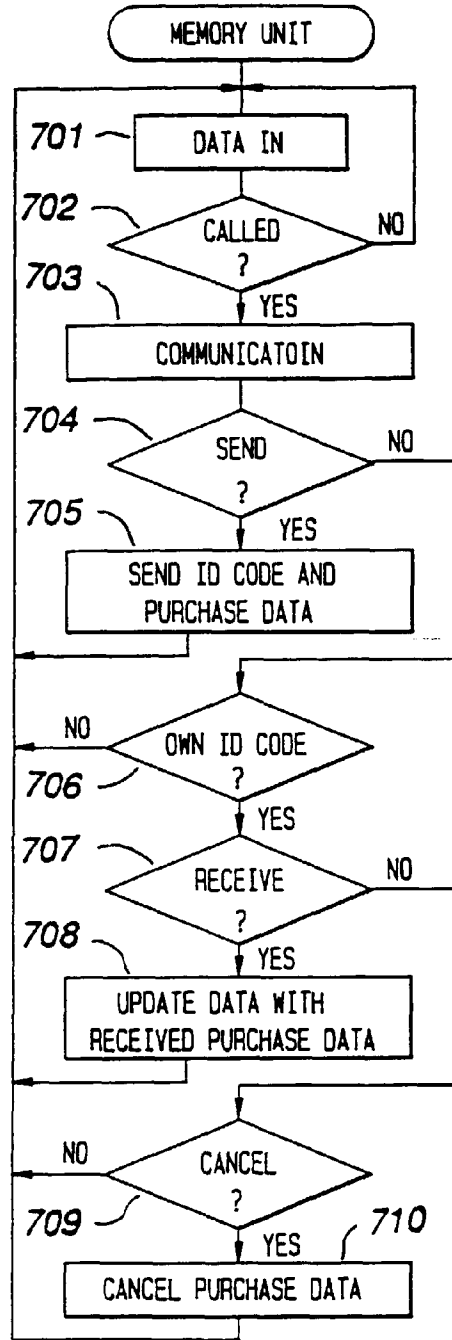 MEMORY UNIT
701
DATA IN
702
CALLED
?
NO
703
YES
COMMUNICATOIN
704
SEND
?
NO
705
YES
SEND ID CODE AND
PURCHASE DATA
NO
OWN ID CODE
?
706
YES
707
RECEIVE
?
NO
708
YES
UPDATE DATA WITH
RECEIVED PURCHASE DATA
NO
CANCEL
?
709
YES
710
CANCEL PURCHASE DATA